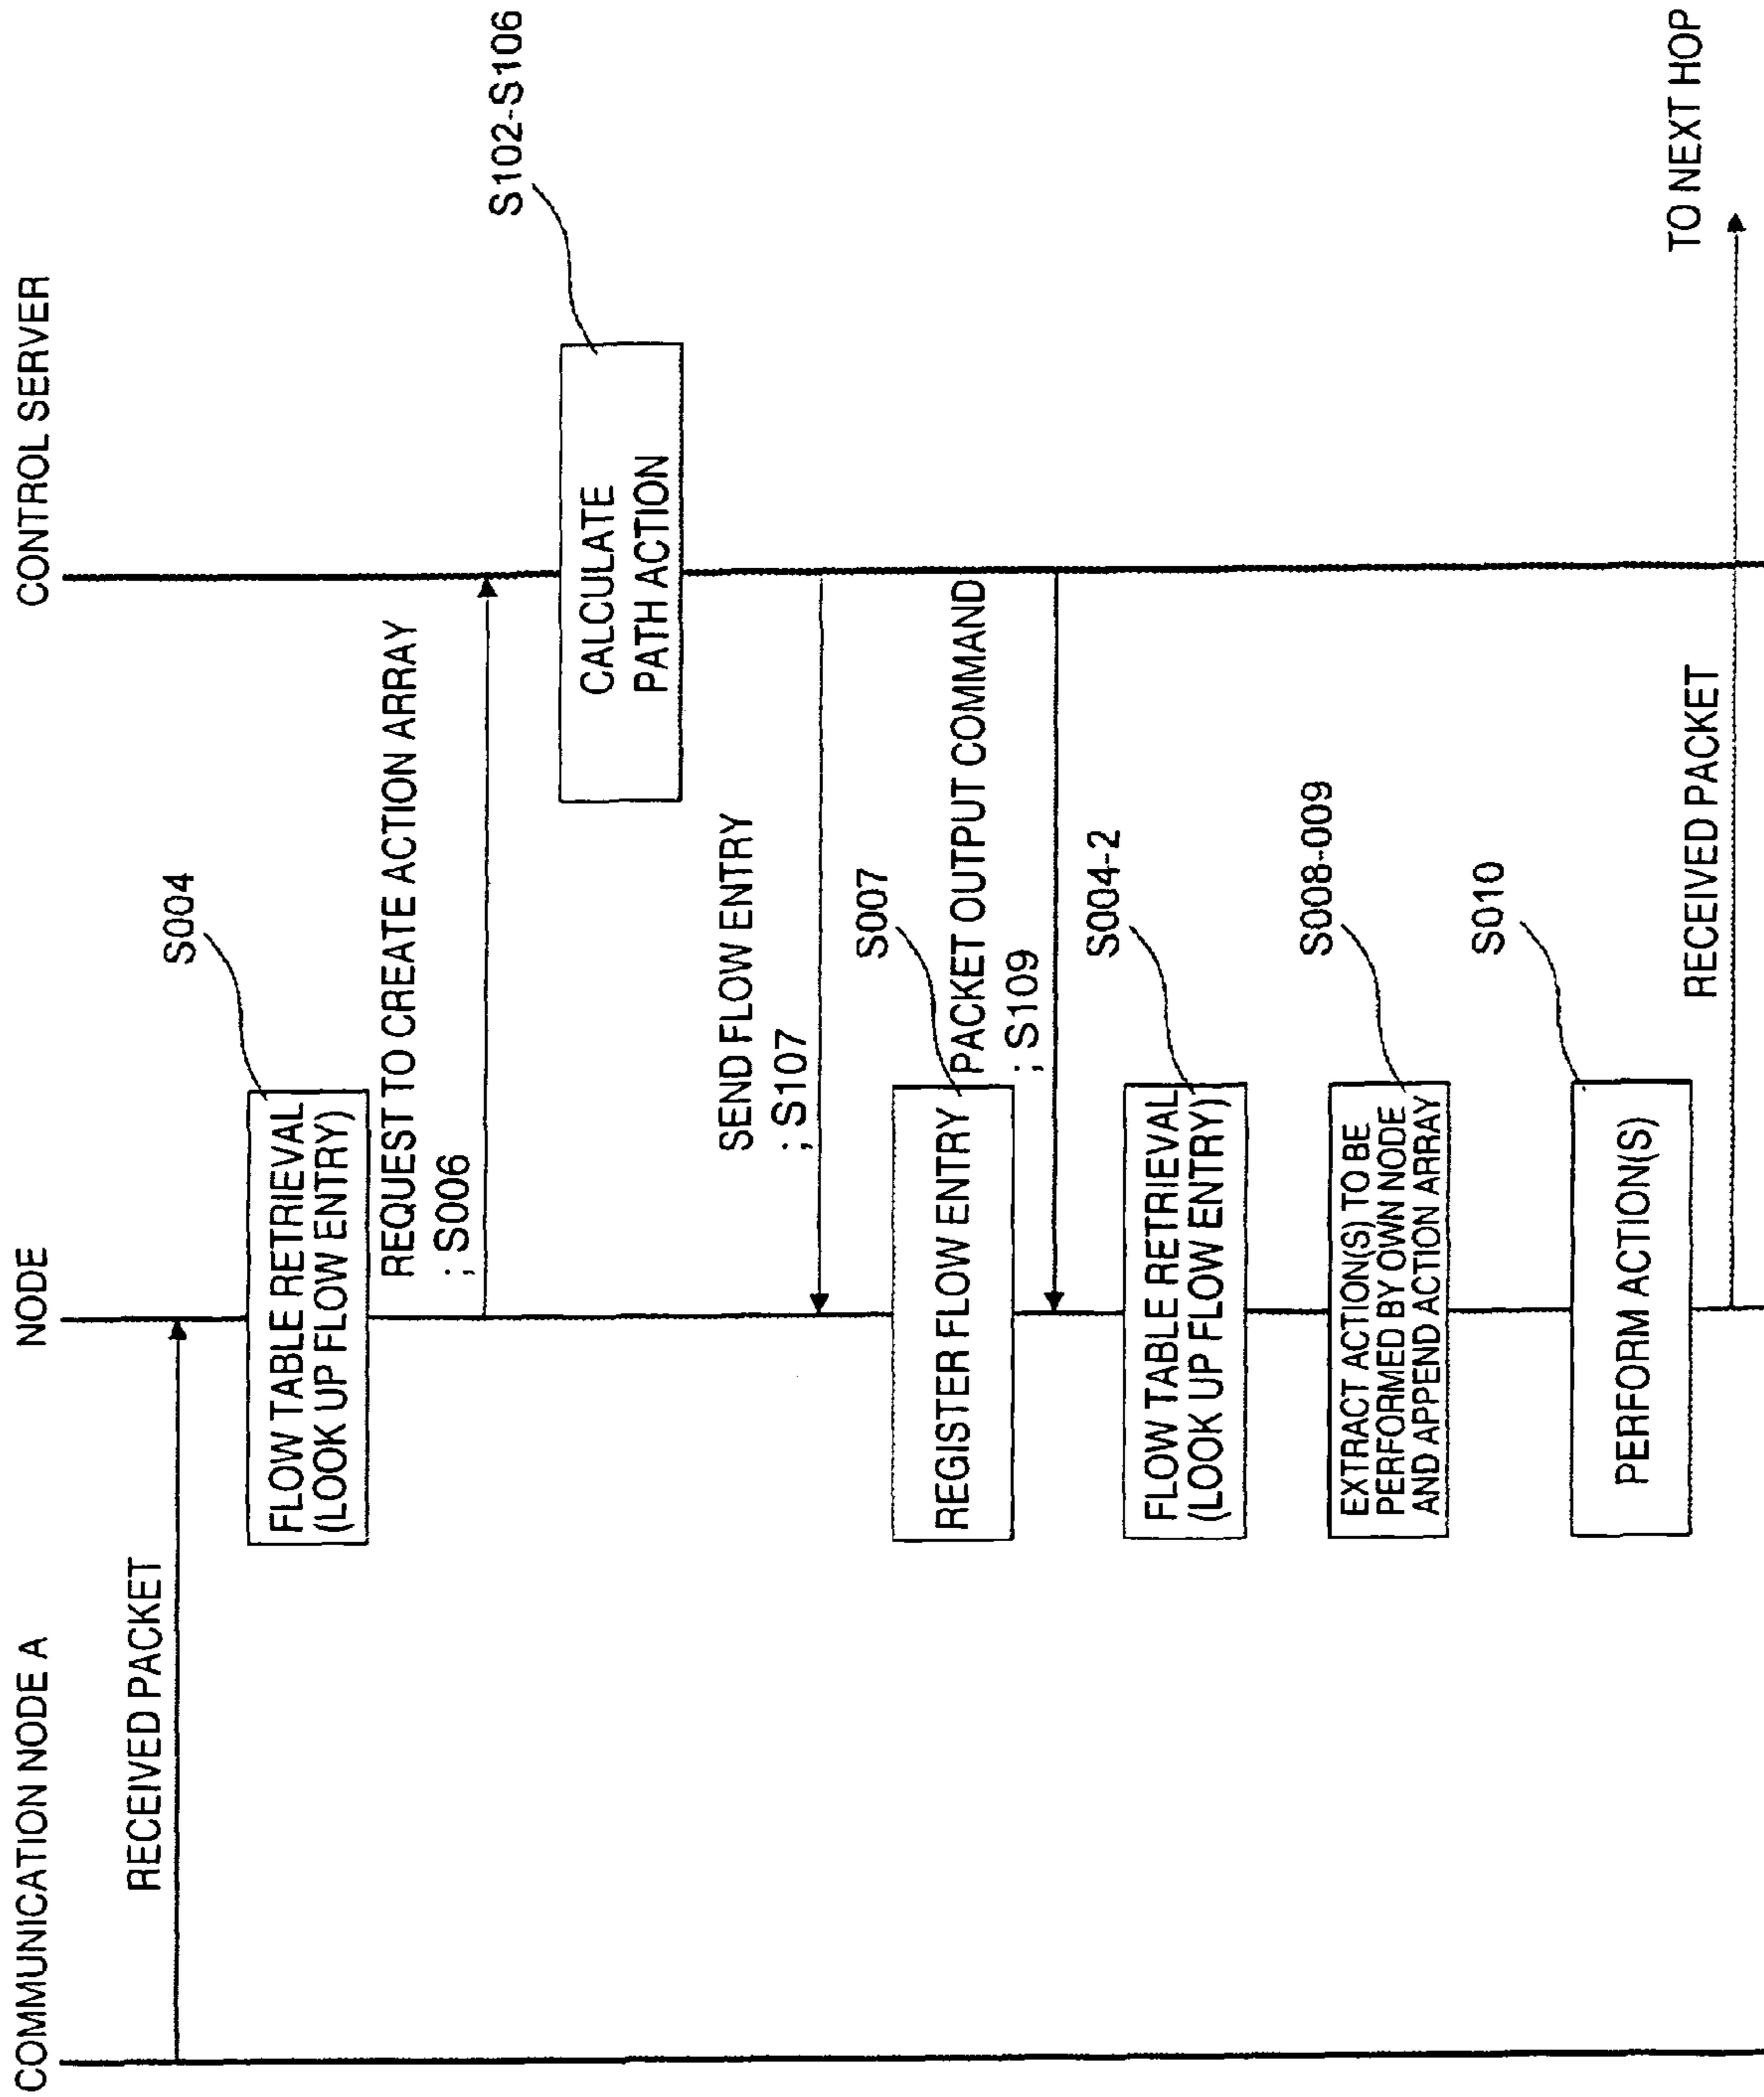 COMMUNICATION NODE A
NODE
CONTROL SERVER
RECEIVED PACKET
S004
FLOW TABLE RETRIEVAL
(LOOK UP FLOW ENTRY)
REQUEST TO CREATE ACTION ARRAY
; S006
S102-S106
CALCULATE
PATH ACTION
SEND FLOW ENTRY
; S107
S007
REGISTER FLOW ENTRY
PACKET OUTPUT COMMAND
; S109
S004-2
FLOW TABLE RETRIEVAL
(LOOK UP FLOW ENTRY)
S008-009
EXTRACT ACTION(S) TO BE
PERFORMED BY OWN NODE
AND APPEND ACTION ARRAY
S010
PERFORM ACTION(S)
RECEIVED PACKET
TO NEXT HOP